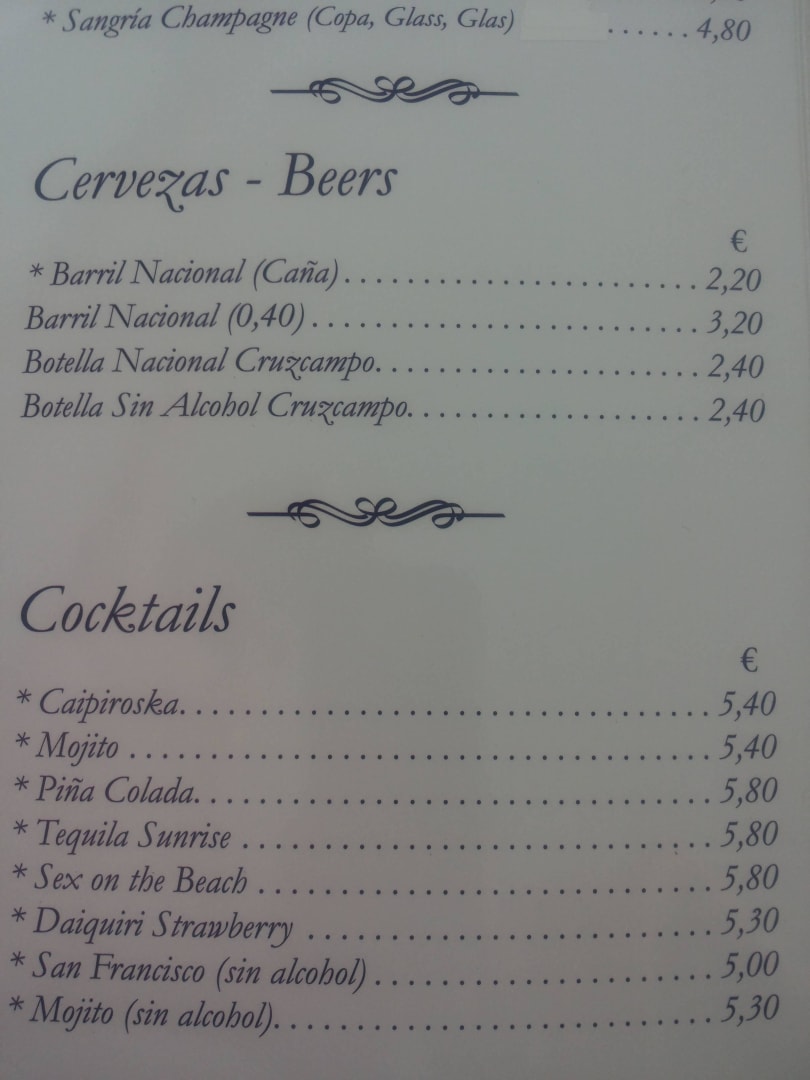 * Sangría Champagne (Copa, Glass, Glas) ...... 4,80
Cervezas - Beers
€
* Barril Nacional (Caña)........................ 2,20
Barril Nacional (0,40)........................... 3,20
Botella Nacional Cruzcampo...................... 2,40
Botella Sin Alcohol Cruzcampo.................... 2,40
Cocktails
€
* Caipiroska.............................. 5,40
* Mojito ................................. 5,40
* Piña Colada............................. 5,80
* Tequila Sunrise .......................... 5,80
* Sex on the Beach ......................... 5,80
* Daiquiri Strawberry ....................... 5,30
* San Francisco (sin alcohol) ................... 5,00
* Mojito (sin alcohol)......................... 5,30